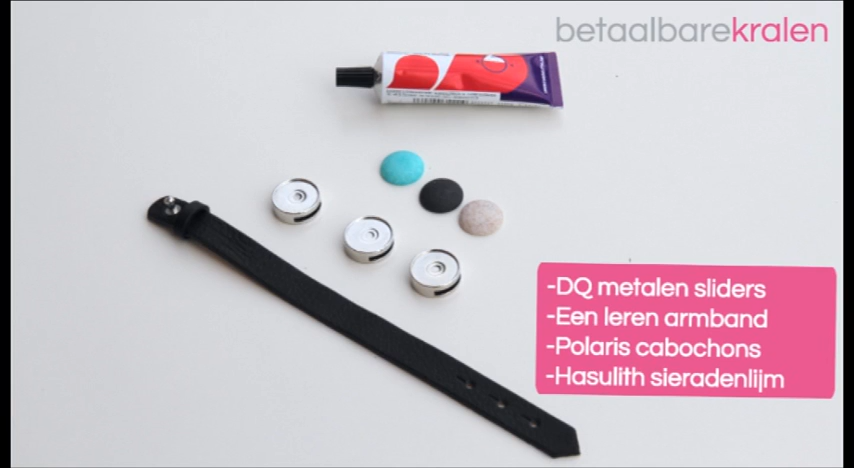 betaalbarekralen
-DQ metalen sliders
-Een leren armband
-Polaris cabochons
-Hasulith sieradenlijm